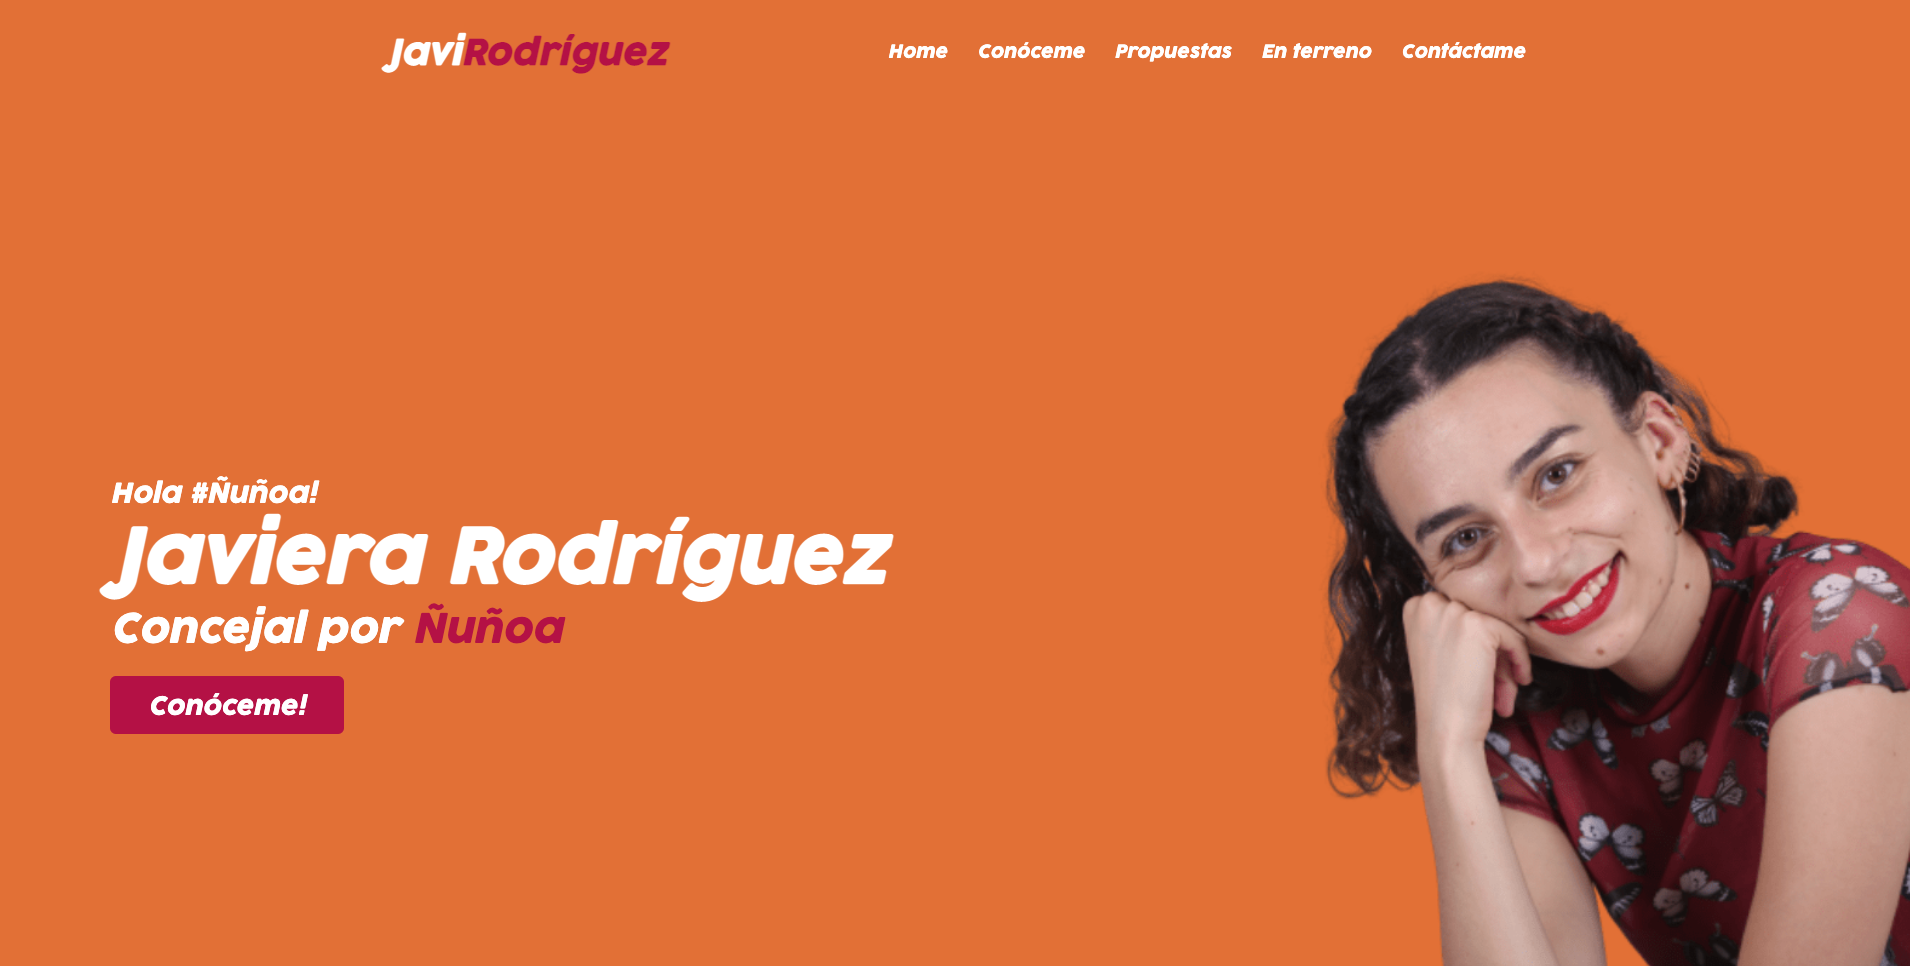 JaviRodríguez
Home Conóceme Propuestas En terreno Contáctame
Hola #Ñuñoa!
Javiera Rodríguez
Concejal por Ñuñoa
Conóceme!